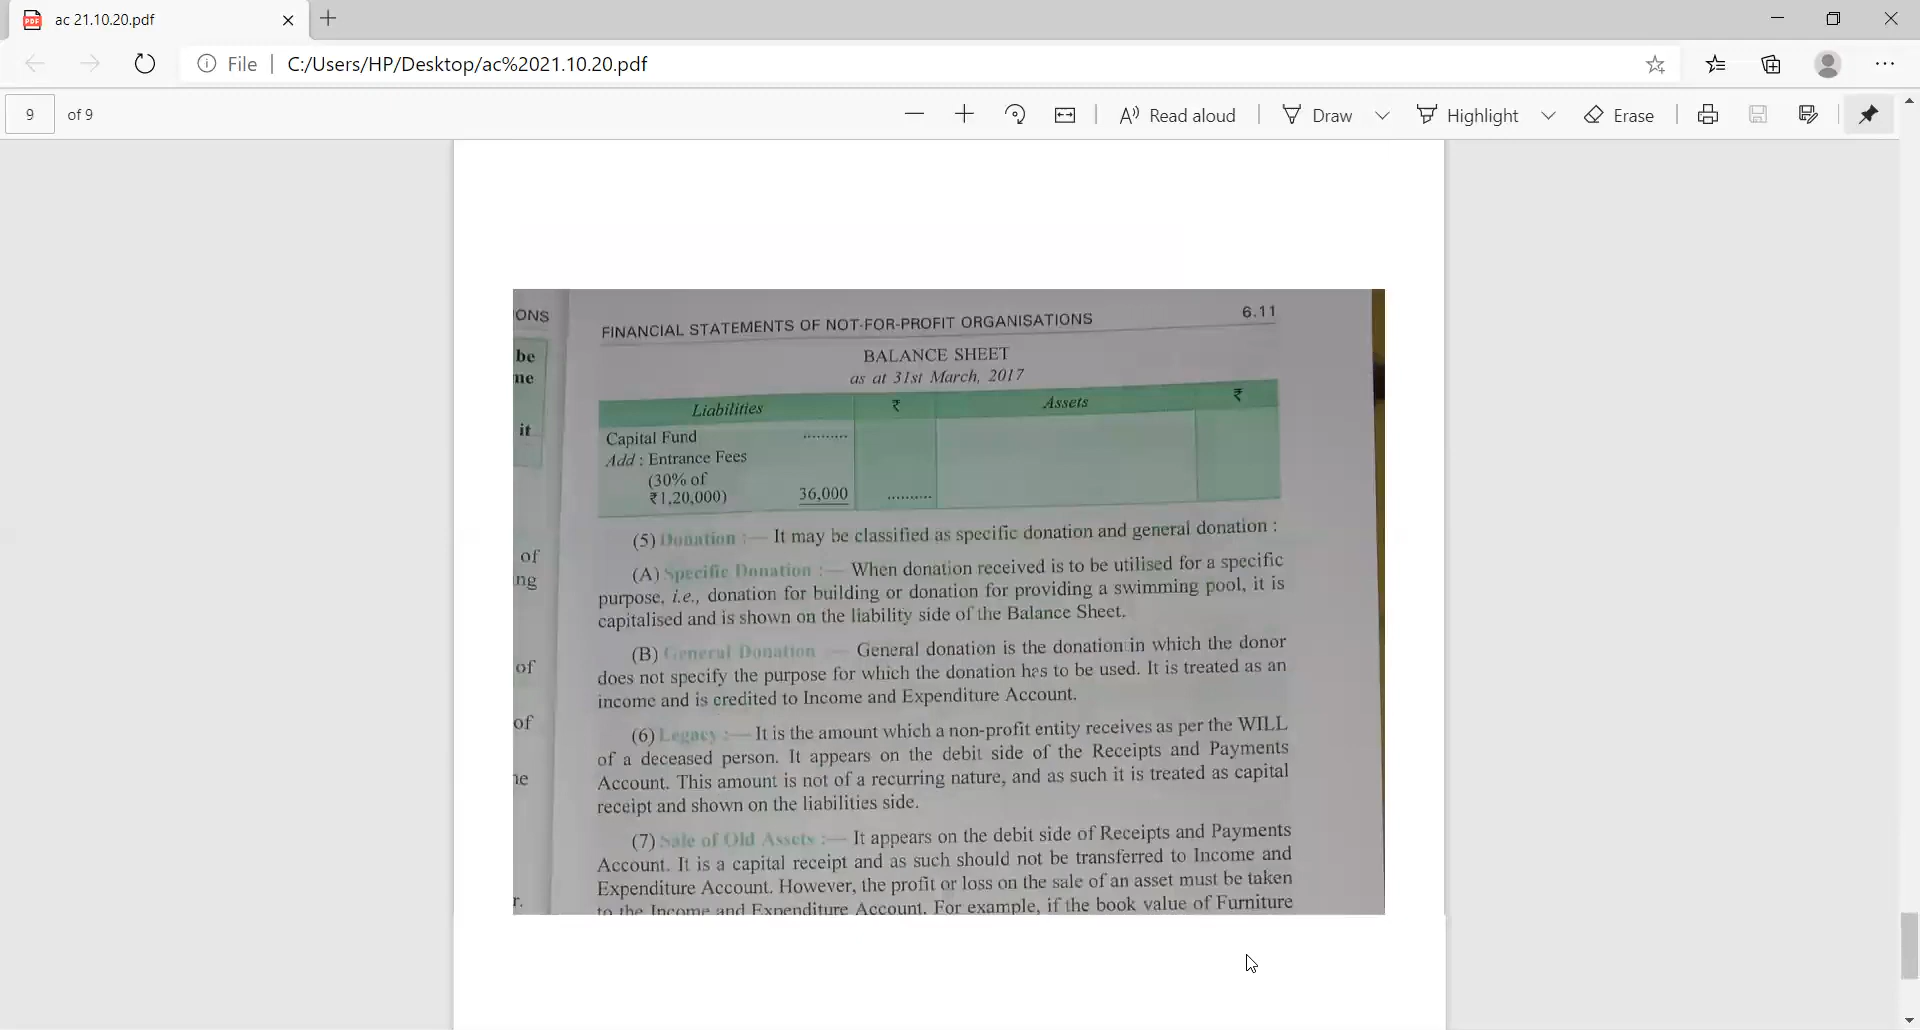 ac 21.10.20.pdf
File | C:/Users/HP/Desktop/ac%2021.10.20.pdf
9 of 9
Read aloud
Draw
Highlight
Erase
IONS
FINANCIAL STATEMENTS OF NOT-FOR-PROFIT ORGANISATIONS 6.11
be
me
it
of
ng
of
of
he
r.
BALANCE SHEET
as at 31st March, 2017
Liabilities ₹ Assets ₹
Capital Fund ..........
Add : Entrance Fees
(30% of
₹1,20,000) 36,000 ..........
(5) Donation :— It may be classified as specific donation and general donation :
(A) Specific Donation :— When donation received is to be utilised for a specific
purpose, i.e., donation for building or donation for providing a swimming pool, it is
capitalised and is shown on the liability side of the Balance Sheet.
(B) General Donation — General donation is the donation in which the donor
does not specify the purpose for which the donation has to be used. It is treated as an
income and is credited to Income and Expenditure Account.
(6) Legacy :— It is the amount which a non-profit entity receives as per the WILL
of a deceased person. It appears on the debit side of the Receipts and Payments
Account. This amount is not of a recurring nature, and as such it is treated as capital
receipt and shown on the liabilities side.
(7) Sale of Old Assets :— It appears on the debit side of Receipts and Payments
Account. It is a capital receipt and as such should not be transferred to Income and
Expenditure Account. However, the profit or loss on the sale of an asset must be taken
to the Income and Expenditure Account. For example, if the book value of Furniture